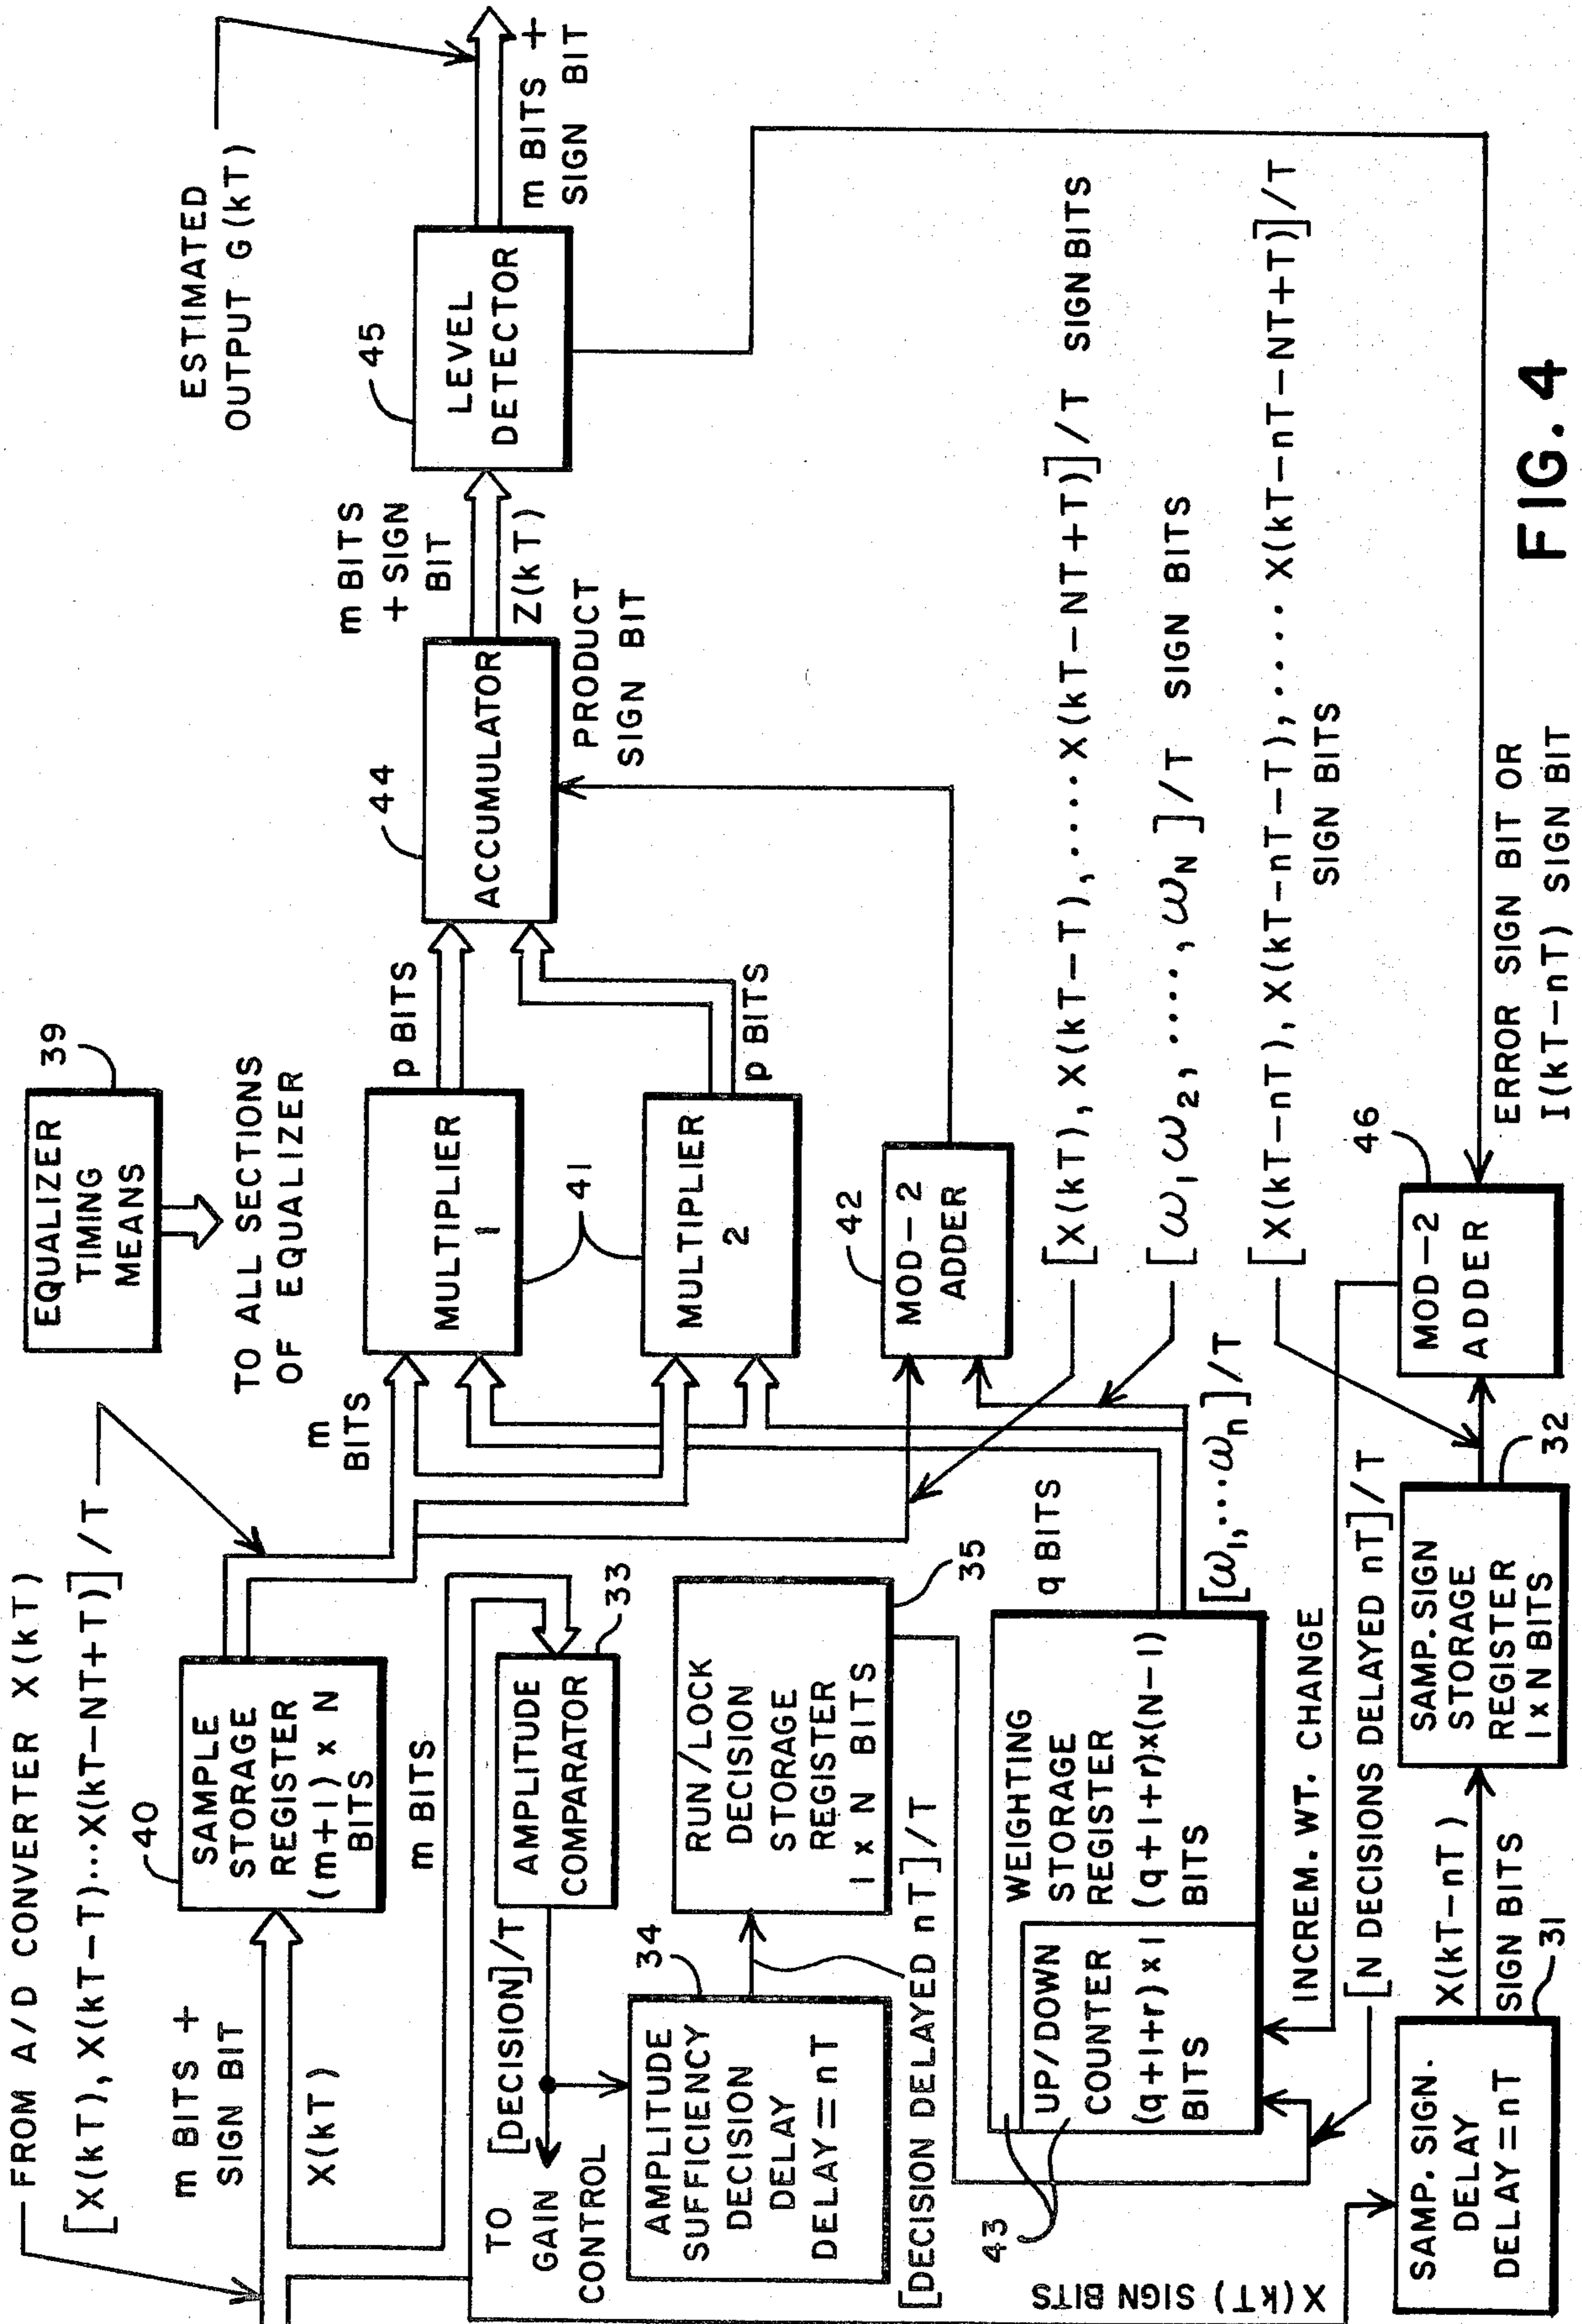 FROM A/D CONVERTER X(kT)
[X(kT), X(kT-T)...X(kT-NT+T)]/T
m BITS +
SIGN BIT
X(kT)
40
SAMPLE
STORAGE
REGISTER
(m+1) x N
BITS
m BITS
m
BITS
39
EQUALIZER
TIMING
MEANS
TO ALL SECTIONS
OF EQUALIZER
MULTIPLIER
1
41
MULTIPLIER
2
p BITS
p BITS
44
ACCUMULATOR
m BITS
+ SIGN
BIT
Z(kT)
PRODUCT
SIGN BIT
45
LEVEL
DETECTOR
ESTIMATED
OUTPUT G(kT)
m BITS +
SIGN BIT
AMPLITUDE
COMPARATOR
33
[DECISION]/T
TO
GAIN
CONTROL
34
AMPLITUDE
SUFFICIENCY
DECISION
DELAY
DELAY=nT
[DECISION DELAYED nT]/T
RUN/LOCK
DECISION
STORAGE
REGISTER
1 x N BITS
35
42
MOD-2
ADDER
[X(kT), X(kT-T),....X(kT-NT+T)]/T SIGN BITS
[ω1 ω2, ...., ωN]/T SIGN BITS
[X(kT-nT), X(kT-nT-T),.... X(kT-nT-NT+T)]/T
SIGN BITS
q BITS
[ω1,...ωn]/T
43
WEIGHTING
STORAGE
REGISTER
(q+1+r)x(N-1)
BITS
UP/DOWN
COUNTER
(q+1+r)x1
BITS
INCREM. WT. CHANGE
[N DECISIONS DELAYED nT]/T
X(kT) SIGN BITS
SAMP. SIGN.
DELAY
DELAY=nT
31
X(kT-nT)
SIGN BITS
SAMP. SIGN
STORAGE
REGISTER
1 x N BITS
32
46
MOD-2
ADDER
ERROR SIGN BIT OR
I(kT-nT) SIGN BIT
FIG. 4